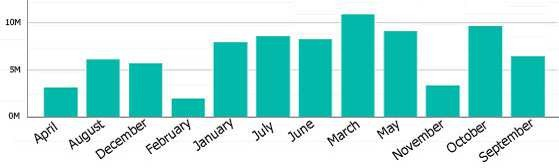 10M
5M
0M
April
August
December
February
January
July
June
March
May
November
October
September